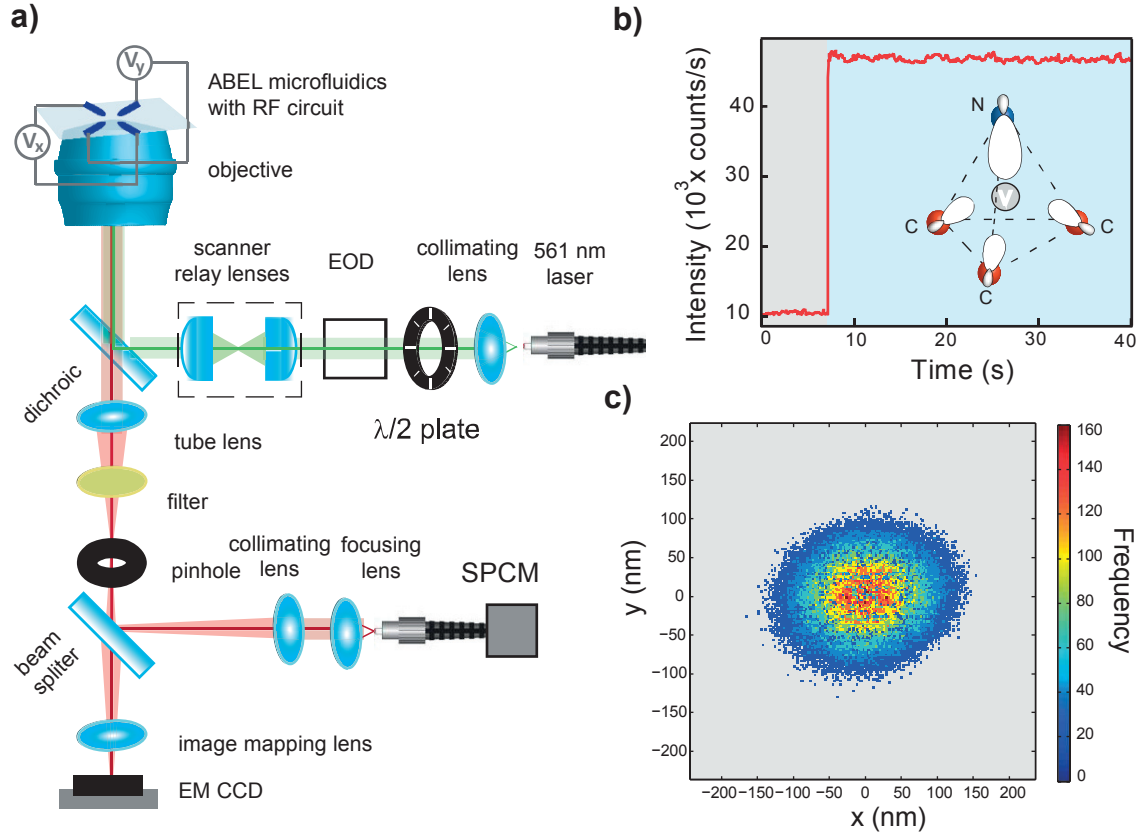 a)
Vy
Vx
ABEL microfluidics
with RF circuit
objective
scanner
relay lenses
EOD
collimating
lens
561 nm
laser
dichroic
λ/2 plate
tube lens
filter
pinhole
collimating
lens
focusing
lens
SPCM
beam
spliter
image mapping lens
EM CCD
b)
Intensity (10³x counts/s)
40
30
20
10
0
10
20
30
40
Time (s)
N
V
C
C
C
c)
y (nm)
200
150
100
50
0
−50
−100
−150
−200
−200
−150
−100
−50
0
50
100
150
200
x (nm)
160
140
120
100
80
60
40
20
0
Frequency